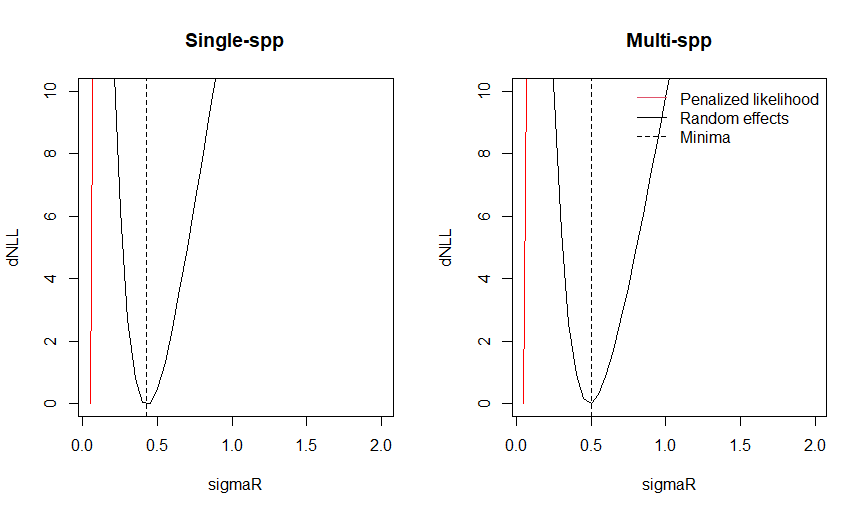 Single-spp
dNLL
10
8
6
4
2
0
0.0 0.5 1.0 1.5 2.0
sigmaR
Multi-spp
Penalized likelihood
Random effects
Minima
dNLL
10
8
6
4
2
0
0.0 0.5 1.0 1.5 2.0
sigmaR